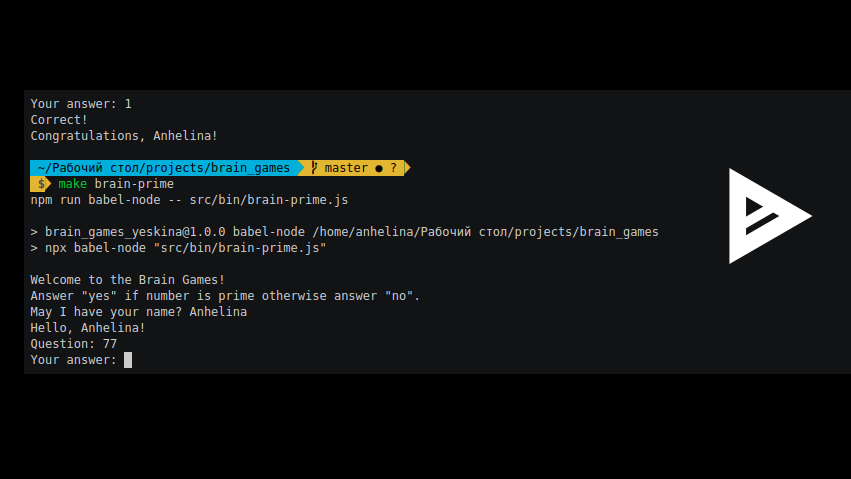 Your answer: 1
Correct!
Congratulations, Anhelina!
~/Рабочий стол/projects/brain_games master ● ?
$ make brain-prime
npm run babel-node -- src/bin/brain-prime.js
> brain_games_yeskina@1.0.0 babel-node /home/anhelina/Рабочий стол/projects/brain_games
> npx babel-node "src/bin/brain-prime.js"
Welcome to the Brain Games!
Answer "yes" if number is prime otherwise answer "no".
May I have your name? Anhelina
Hello, Anhelina!
Question: 77
Your answer: